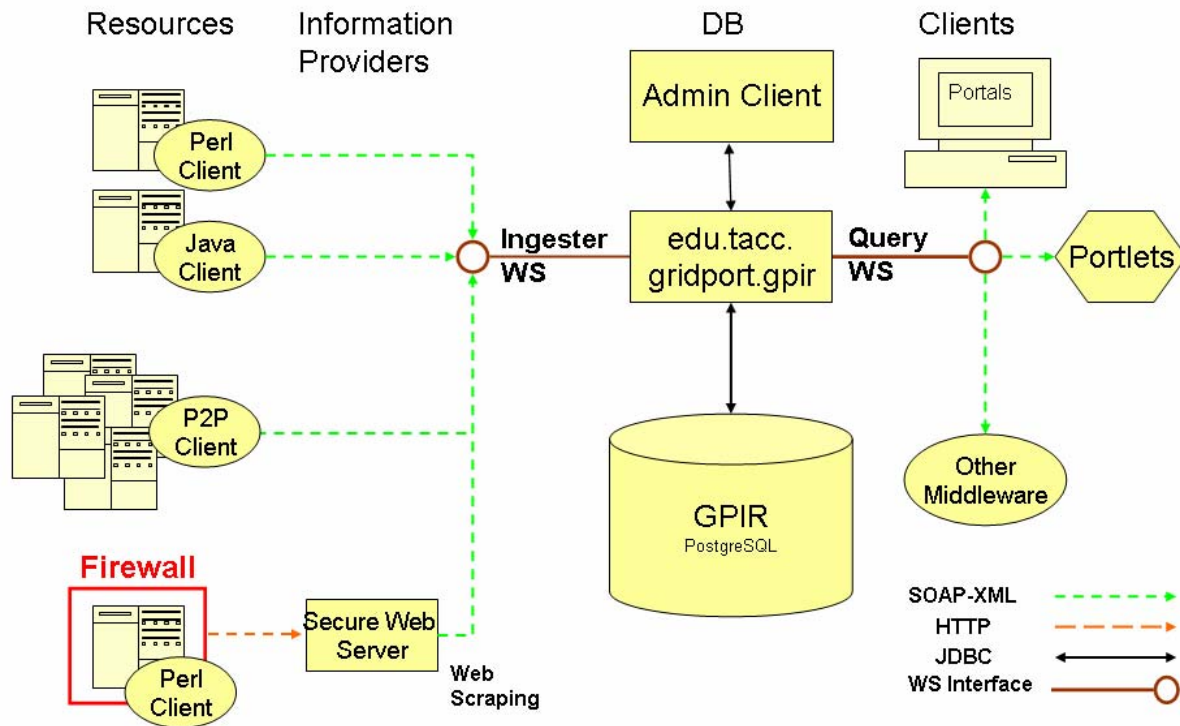 Resources
Information
Providers
DB
Clients
Perl
Client
Java
Client
P2P
Client
Firewall
Perl
Client
Secure Web
Server
Web
Scraping
Ingester
WS
Admin Client
edu.tacc.
gridport.gpir
GPIR
PostgreSQL
Query
WS
Portals
Portlets
Other
Middleware
SOAP-XML
HTTP
JDBC
WS Interface